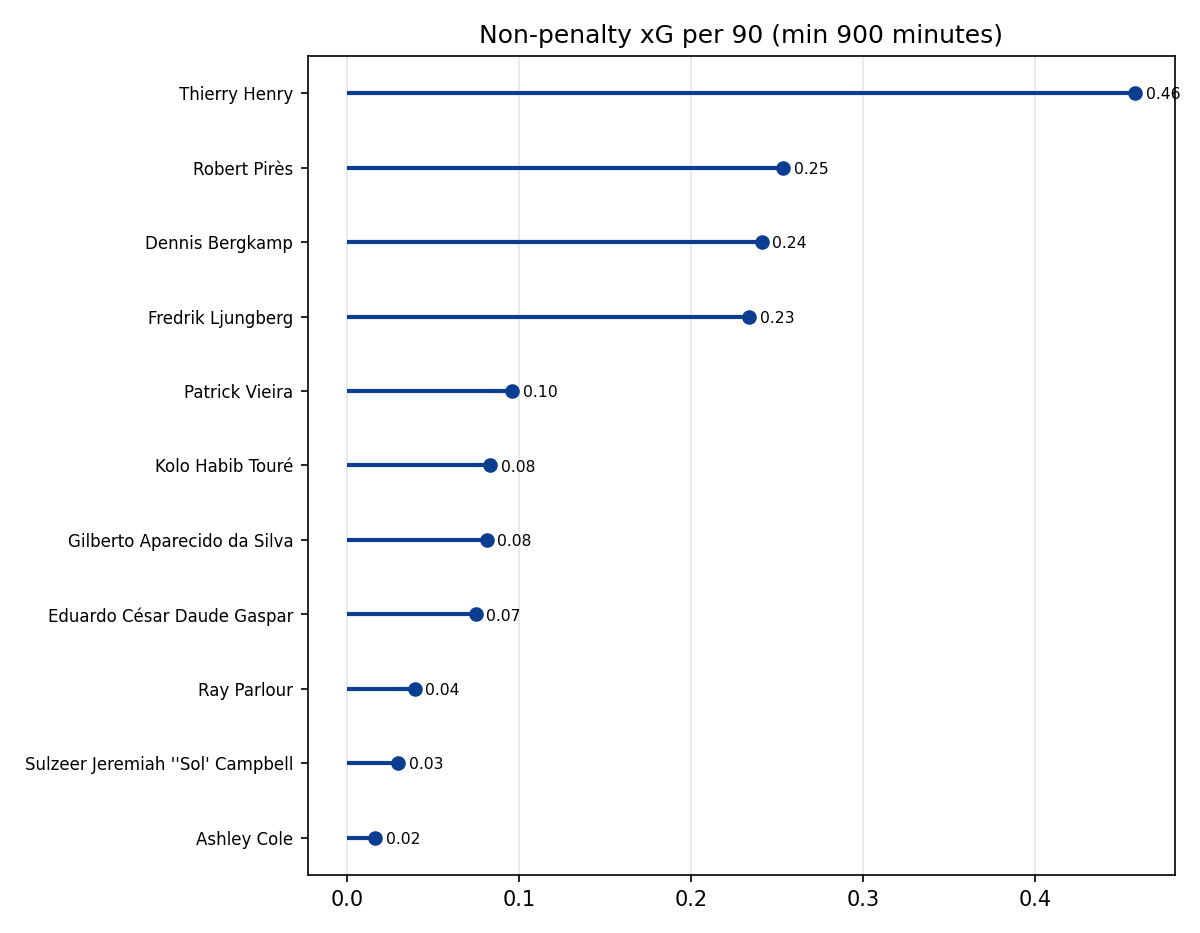 Non-penalty xG per 90 (min 900 minutes)
Thierry Henry 0.46
Robert Pirès 0.25
Dennis Bergkamp 0.24
Fredrik Ljungberg 0.23
Patrick Vieira 0.10
Kolo Habib Touré 0.08
Gilberto Aparecido da Silva 0.08
Eduardo César Daude Gaspar 0.07
Ray Parlour 0.04
Sulzeer Jeremiah ''Sol' Campbell 0.03
Ashley Cole 0.02
0.0 0.1 0.2 0.3 0.4